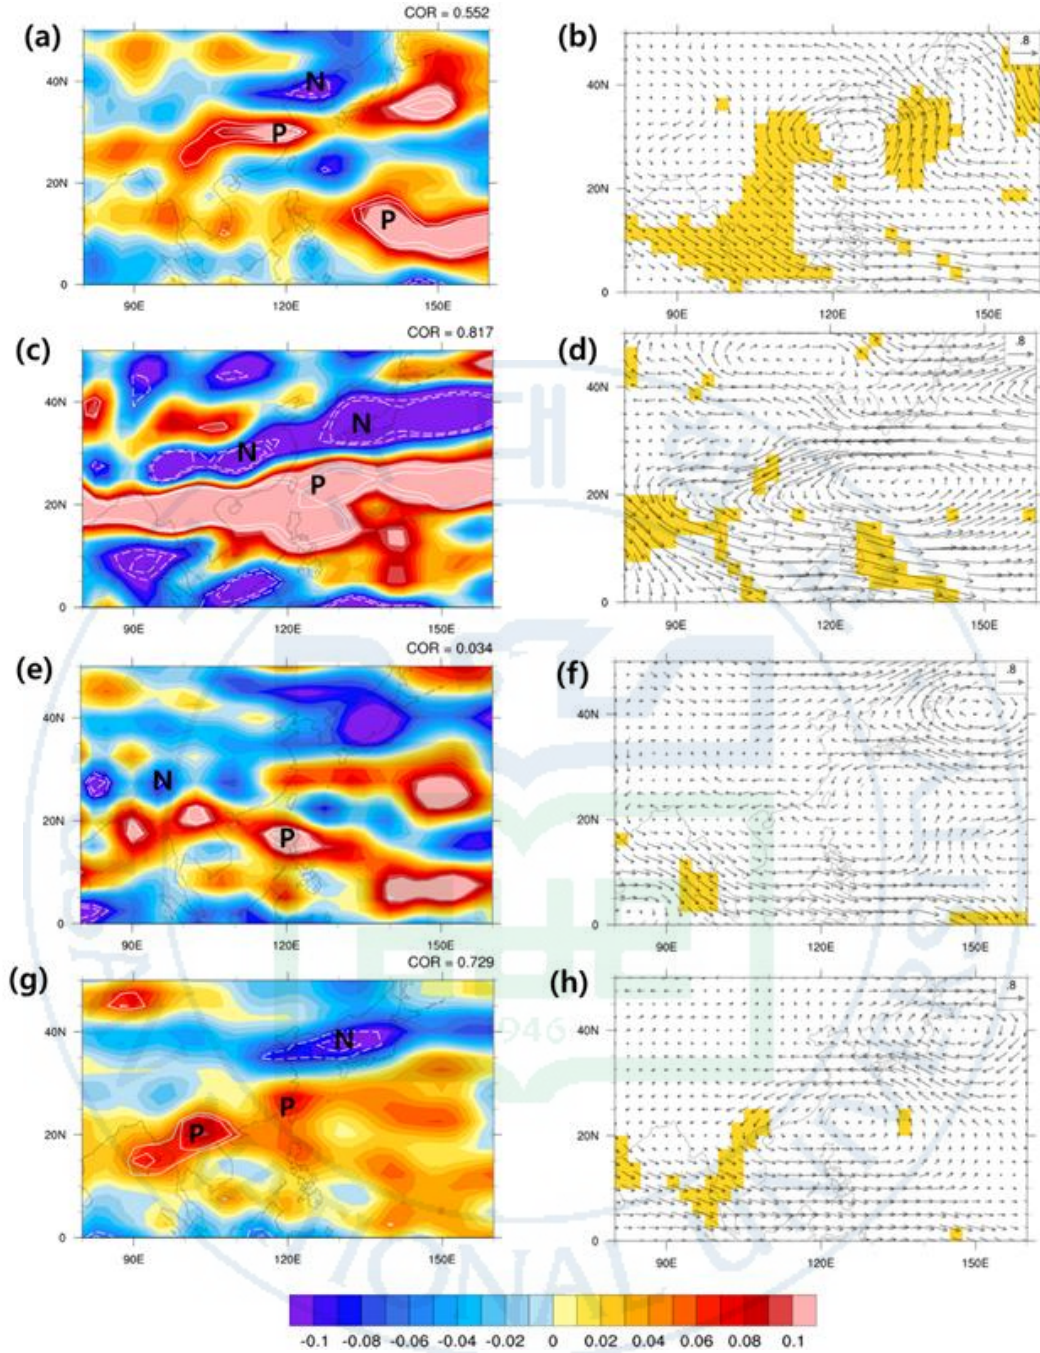 COR = 0.552
(a)
(b)
.8
40N
20N
0
N
P
P
90E
120E
150E
40N
20N
0
90E
120E
150E
COR = 0.817
(c)
(d)
.8
40N
20N
0
N
N
P
90E
120E
150E
40N
20N
0
90E
120E
150E
COR = 0.034
(e)
(f)
.8
40N
20N
0
N
P
90E
120E
150E
40N
20N
0
90E
120E
150E
COR = 0.729
(g)
(h)
.8
40N
20N
0
N
P
P
90E
120E
150E
40N
20N
0
90E
120E
150E
1946
-0.1 -0.08 -0.06 -0.04 -0.02 0 0.02 0.04 0.06 0.08 0.1